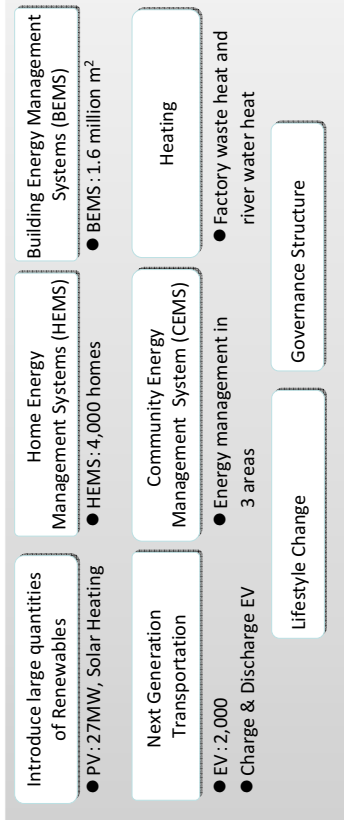 Introduce large quantities
of Renewables
● PV: 27MW, Solar Heating
Home Energy
Management Systems (HEMS)
● HEMS: 4,000 homes
Building Energy Management
Systems (BEMS)
● BEMS: 1.6 million m²
Next Generation
Transportation
● EV: 2,000
● Charge & Discharge EV
Community Energy
Management System (CEMS)
● Energy management in
3 areas
Heating
● Factory waste heat and
river water heat
Lifestyle Change
Governance Structure